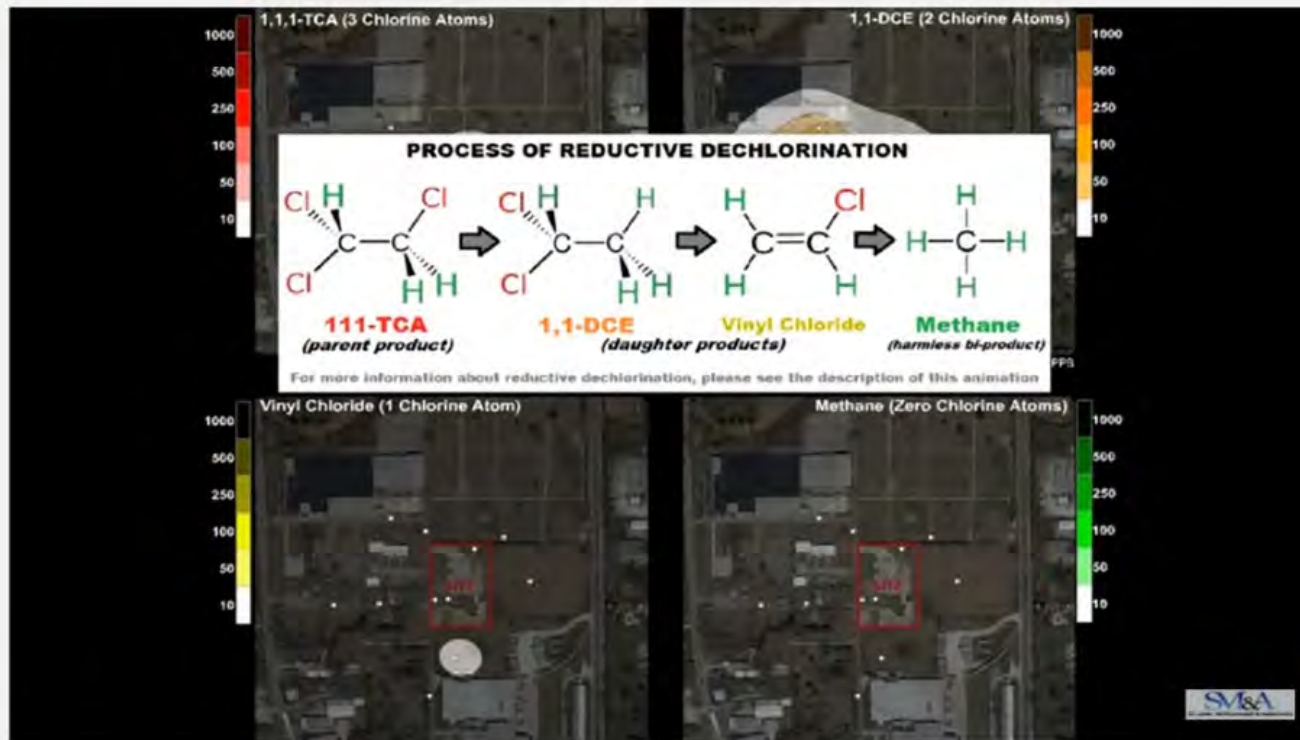 1,1,1-TCA (3 Chlorine Atoms)
1,1-DCE (2 Chlorine Atoms)
1000
500
250
100
50
10
1000
500
250
100
50
10
PROCESS OF REDUCTIVE DECHLORINATION
Cl H Cl
C C
Cl H H
Cl H H
C C
Cl H H
H Cl
C C
H H
H
H C H
H
111-TCA
(parent product)
1,1-DCE
Vinyl Chloride
(daughter products)
Methane
(harmless bi-product)
PPB
For more information about reductive dechlorination, please see the description of this animation
Vinyl Chloride (1 Chlorine Atom)
Methane (Zero Chlorine Atoms)
1000
500
250
100
50
10
1000
500
250
100
50
10
SITE
SITE
SM&A